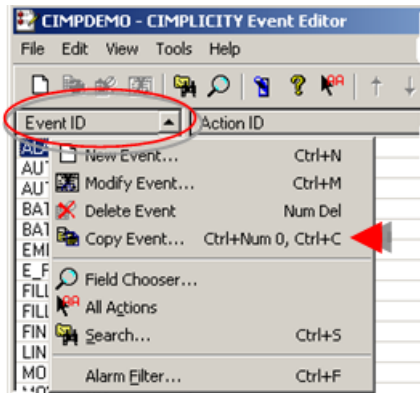 CIMPDEMO - CIMPLICITY Event Editor
File Edit View Tools Help
Event ID Action ID
New Event... Ctrl+N
AU
Modify Event... Ctrl+M
AU
BAT
Delete Event Num Del
BAT
Copy Event... Ctrl+Num 0, Ctrl+C
EMI
E_F
Field Chooser...
FILL
All Actions
FILL
FIN
Search... Ctrl+S
LIN
MO
Alarm Filter... Ctrl+F